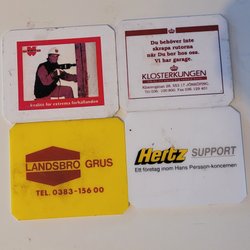 kvalitet för extrema förhållanden
Du behöver inte
skrapa rutorna
när Du bor hos oss.
Vi har garage.
KLOSTERKUNGEN
LANDSBRO GRUS
TEL. 0383-156 00
Hertz SUPPORT
Ett företag inom Hans Persson-koncernen